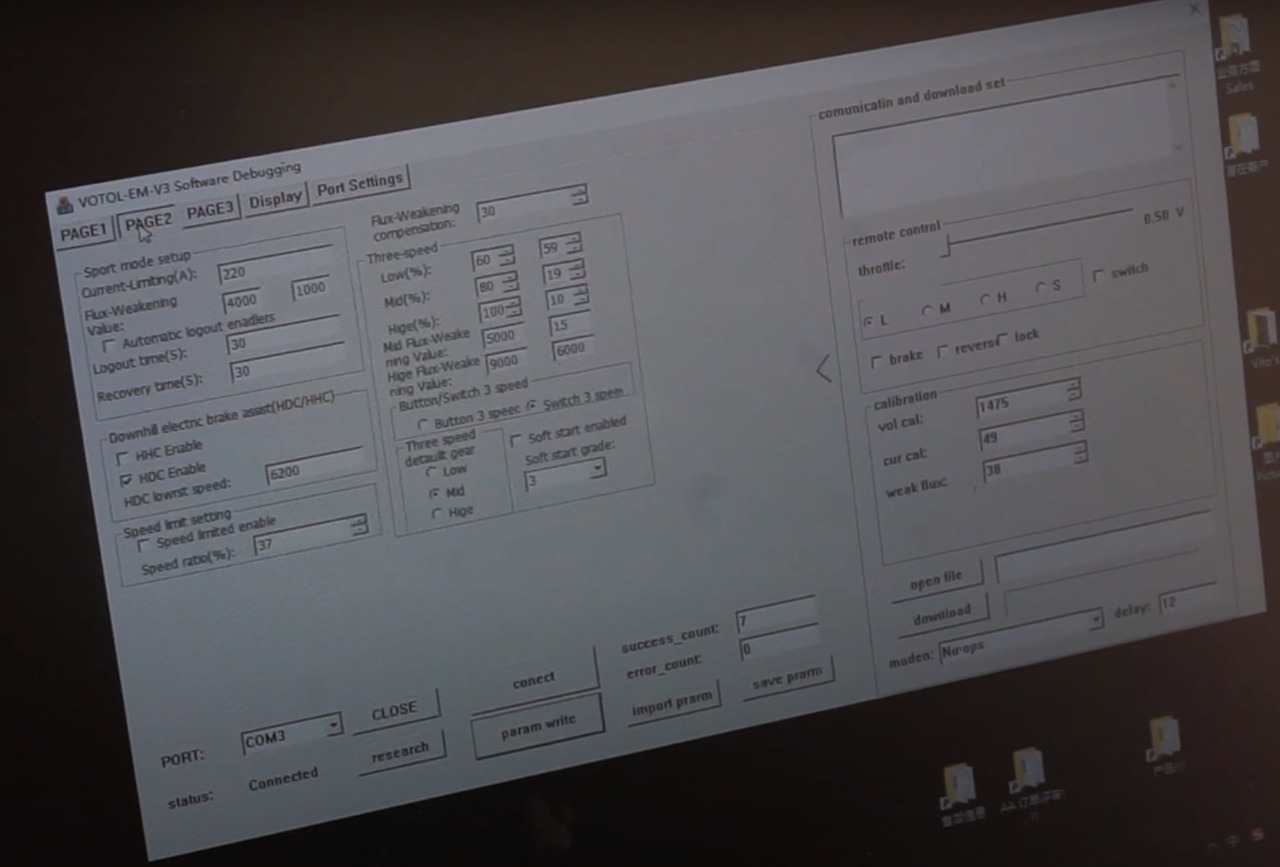 VOTOL-EM-V3 Software Debugging
PAGE1 PAGE2 PAGE3 Display Port Settings
Sport mode setup
Current-Limiting(A): 220
Flux-Weakening Value: 4000 1000
Automatic logout enadlers
Logout time(S): 30
Recovery time(S): 30
Downhill electric brake assist(HDC/HHC)
HHC Enable
HDC Enable
HDC lowrst speed: 6200
Speed limit setting
Speed limited enable
Speed ratio(%): 37
Flux-Weakening
compensation: 30
Three-speed
Low(%): 60 59
Mid(%): 80 19
Hige(%): 100 10
Mid Flux-Weake
ning Value: 5000 15
Hige Flux-Weake
ning Value: 9000 6000
Button/Switch 3 speed
Button 3 speec Switch 3 speed
Three speed
detault gear
Low
Mid
Hige
Soft start enabled
Soft start grade:
3
PORT: COM3 CLOSE
status: Connected research
conect
param write
success_count: 7
error_count: 0
import prarm save prarm
comunicatin and download set
remote control
throttle: 0.50 V
L M H S switch
brake revers lock
calibration
vol cal: 1475
cur cal: 49
weak flux: 38
open file
download
moden: No-ops delay: 12
Sales